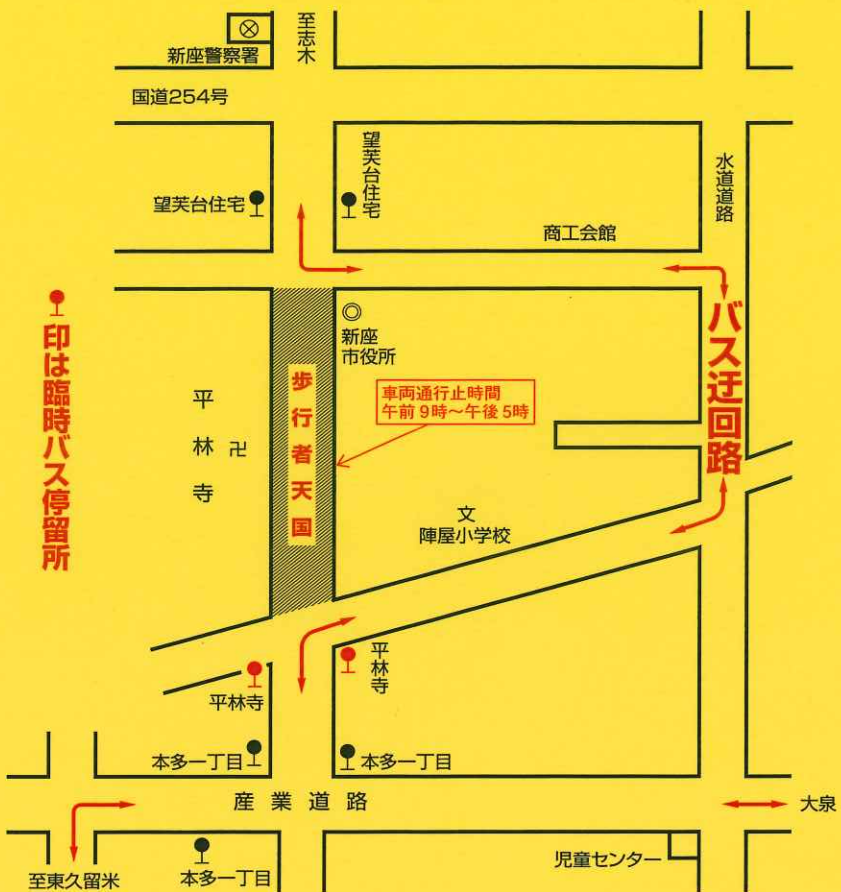 新座警察署
至志木
国道254号
望芙台住宅
望芙台住宅
水道道路
商工会館
新座
市役所
印は臨時バス停留所
平林寺
卍
歩行者天国
車両通行止時間
午前9時～午後5時
バス迂回路
文
陣屋小学校
平林寺
平林寺
本多一丁目
本多一丁目
産業道路
大泉
至東久留米
本多一丁目
児童センター